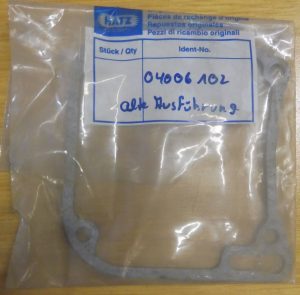 HATZ
Pièces de rechange d'origine
Repuestos originales
Pezzi di ricambio originali
Stück / Qty
Ident-No.
04006102
alte Ausführung